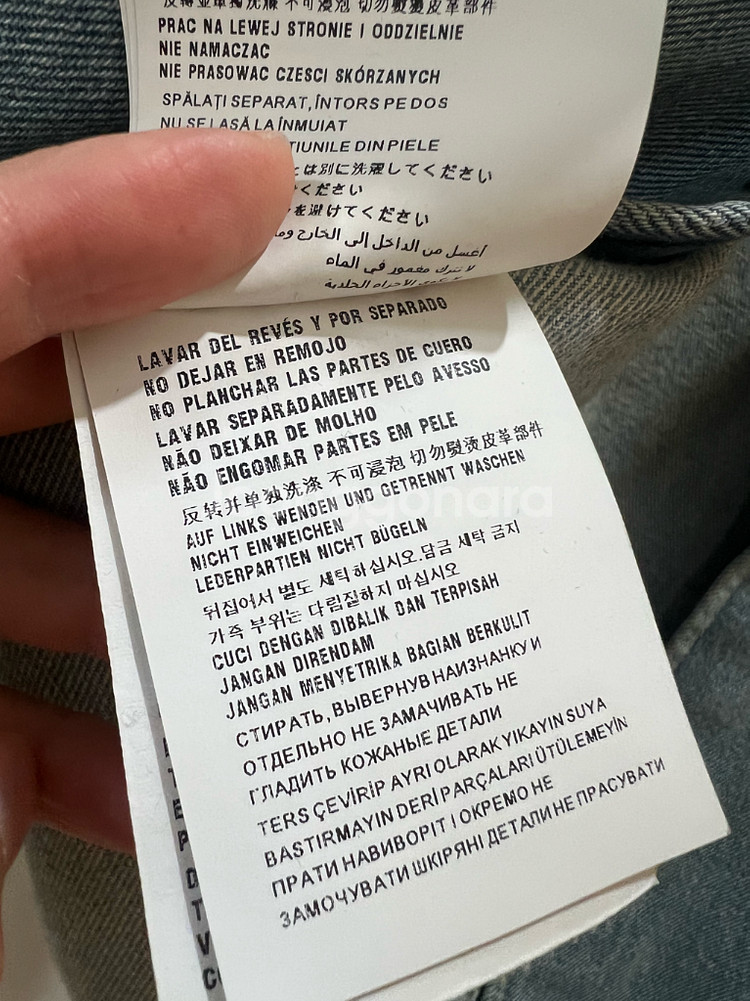 PRAC NA LEWEJ STRONIE I ODDZIELNIE
NIE NAMACZAC
NIE PRASOWAC CZESCI SKÓRZANYCH
SPĂLAȚI SEPARAT, ÎNTORS PE DOS
NU SE LASĂ LA ÎNMUIAT
DIN PIELE
は別に洗濯してください
ください
を避けてください
أغسل من الداخل إلى الخارج
لا تترك مغمور في الماء
LAVAR DEL REVÉS Y POR SEPARADO
NO DEJAR EN REMOJO
NO PLANCHAR LAS PARTES DE CUERO
LAVAR SEPARADAMENTE PELO AVESSO
NÃO DEIXAR DE MOLHO
NÃO ENGOMAR PARTES EM PELE
反转并单独洗涤 不可浸泡 切勿熨烫皮革部件
AUF LINKS WENDEN UND GETRENNT WASCHEN
NICHT EINWEICHEN
LEDERPARTIEN NICHT BÜGELN
뒤집어서 별도 세탁하십시오.담금 세탁 금지
가죽 부위는 다림질하지 마십시오
CUCI DENGAN DIBALIK DAN TERPISAH
JANGAN DIRENDAM
JANGAN MENYETRIKA BAGIAN BERKULIT
СТИРАТЬ, ВЫВЕРНУВ НАИЗНАНКУ И
ОТДЕЛЬНО НЕ ЗАМАЧИВАТЬ НЕ
ГЛАДИТЬ КОЖАНЫЕ ДЕТАЛИ
TERS ÇEVİRİP AYRI OLARAK YIKAYIN SUYA
BASTIRMAYIN DERİ PARÇALARI ÜTÜLEMEYİN
ПРАТИ НАВИВОРІТ І ОКРЕМО НЕ
ЗАМОЧУВАТИ ШКІРЯНІ ДЕТАЛІ НЕ ПРАСУВАТИ